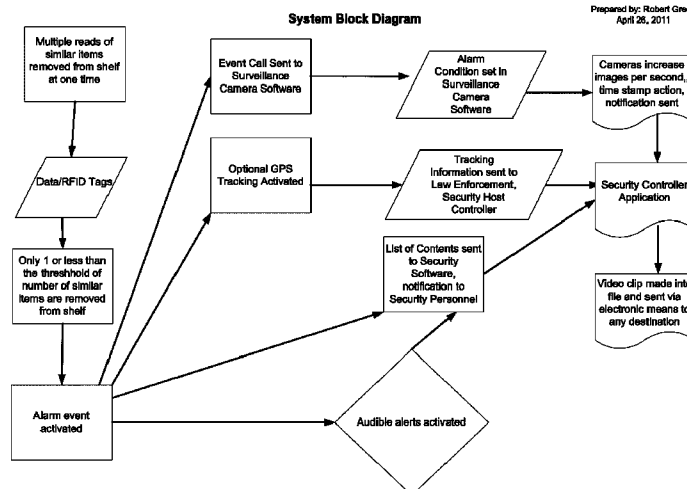 System Block Diagram
Prepared by: Robert
April 26, 2011
Multiple reads of
similar items
removed from shelf
at one time
Event Call Sent to
Surveillance
Camera Software
Alarm
Condition set in
Surveillance
Camera
Software
Cameras increase
images per second,
time stamp action,
notification sent
Data/RFID Tags
Optional GPS
Tracking Activated
Tracking
Information sent to
Law Enforcement,
Security Host
Controller
Security Controller
Application
Only 1 or less than
the threshhold of
number of similar
items are removed
from shelf
List of Contents sent
to Security
Software,
notification to
Security Personnel
Video clip made into
file and sent via
electronic means to
any destination
Alarm event
activated
Audible alerts activated